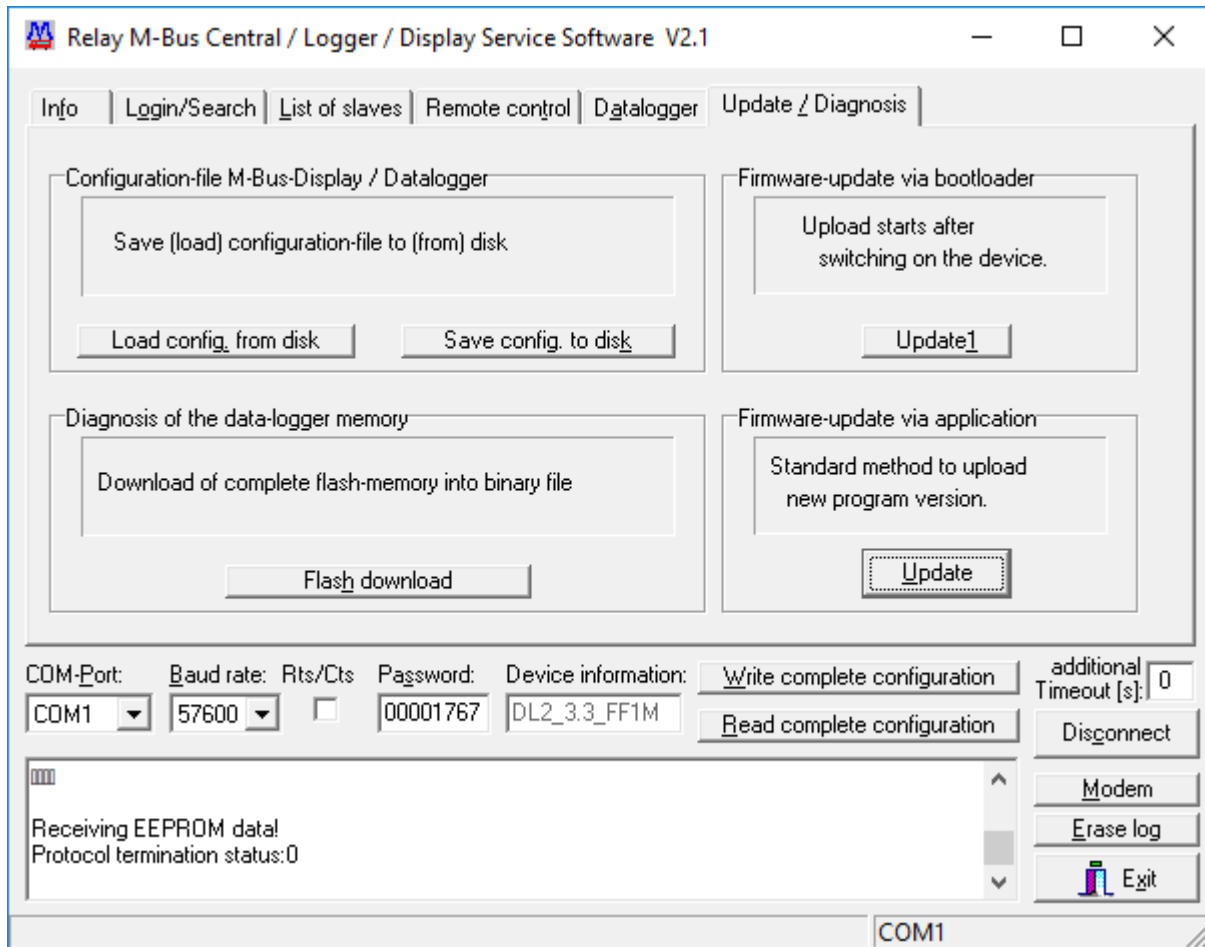 Relay M-Bus Central / Logger / Display Service Software V2.1
Info
Login/Search
List of slaves
Remote control
Datalogger
Update / Diagnosis
Configuration-file M-Bus-Display / Datalogger
Save (load) configuration-file to (from) disk
Load config. from disk
Save config. to disk
Firmware-update via bootloader
Upload starts after
switching on the device.
Update1
Diagnosis of the data-logger memory
Download of complete flash-memory into binary file
Flash download
Firmware-update via application
Standard method to upload
new program version.
Update
COM-Port:
COM1
Baud rate:
57600
Rts/Cts
Password:
00001767
Device information:
DL2_3.3_FF1M
Write complete configuration
Read complete configuration
additional
Timeout [s]:
0
Disconnect
Receiving EEPROM data!
Protocol termination status:0
Modem
Erase log
Exit
COM1